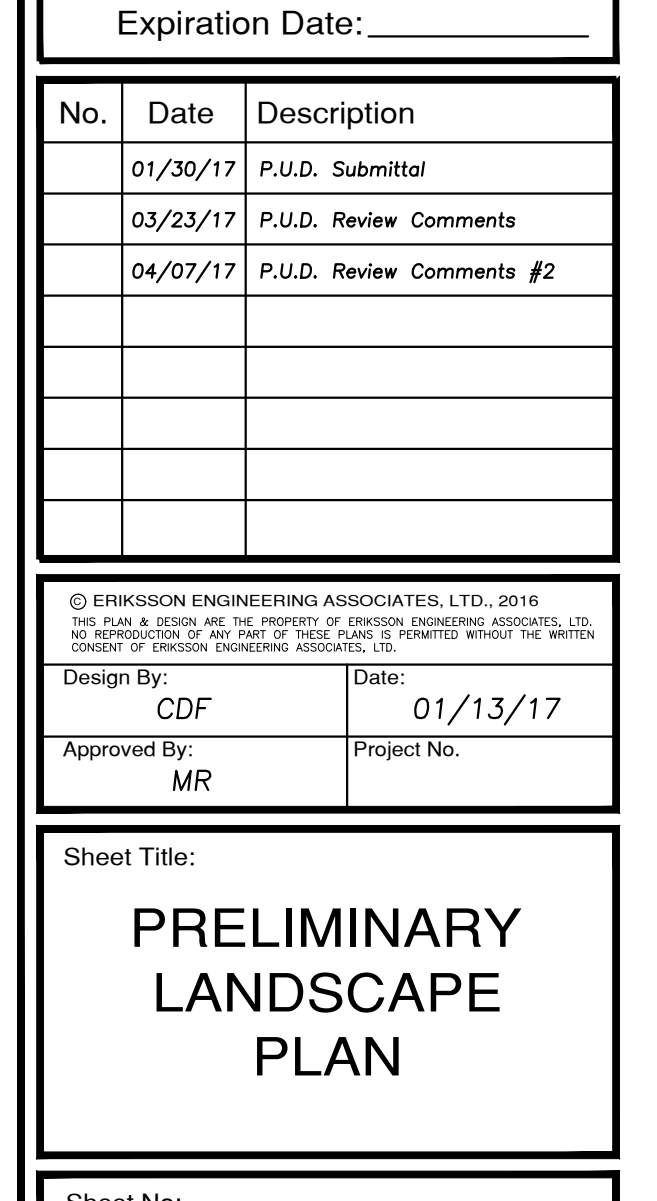 Expiration Date:
No. Date Description
01/30/17 P.U.D. Submittal
03/23/17 P.U.D. Review Comments
04/07/17 P.U.D. Review Comments #2
© ERIKSSON ENGINEERING ASSOCIATES, LTD., 2016
THIS PLAN & DESIGN ARE THE PROPERTY OF ERIKSSON ENGINEERING ASSOCIATES, LTD.
NO REPRODUCTION OF ANY PART OF THESE PLANS IS PERMITTED WITHOUT THE WRITTEN
CONSENT OF ERIKSSON ENGINEERING ASSOCIATES, LTD.
Design By: Date:
CDF 01/13/17
Approved By: Project No.
MR
Sheet Title:
PRELIMINARY
LANDSCAPE
PLAN
Sheet No: